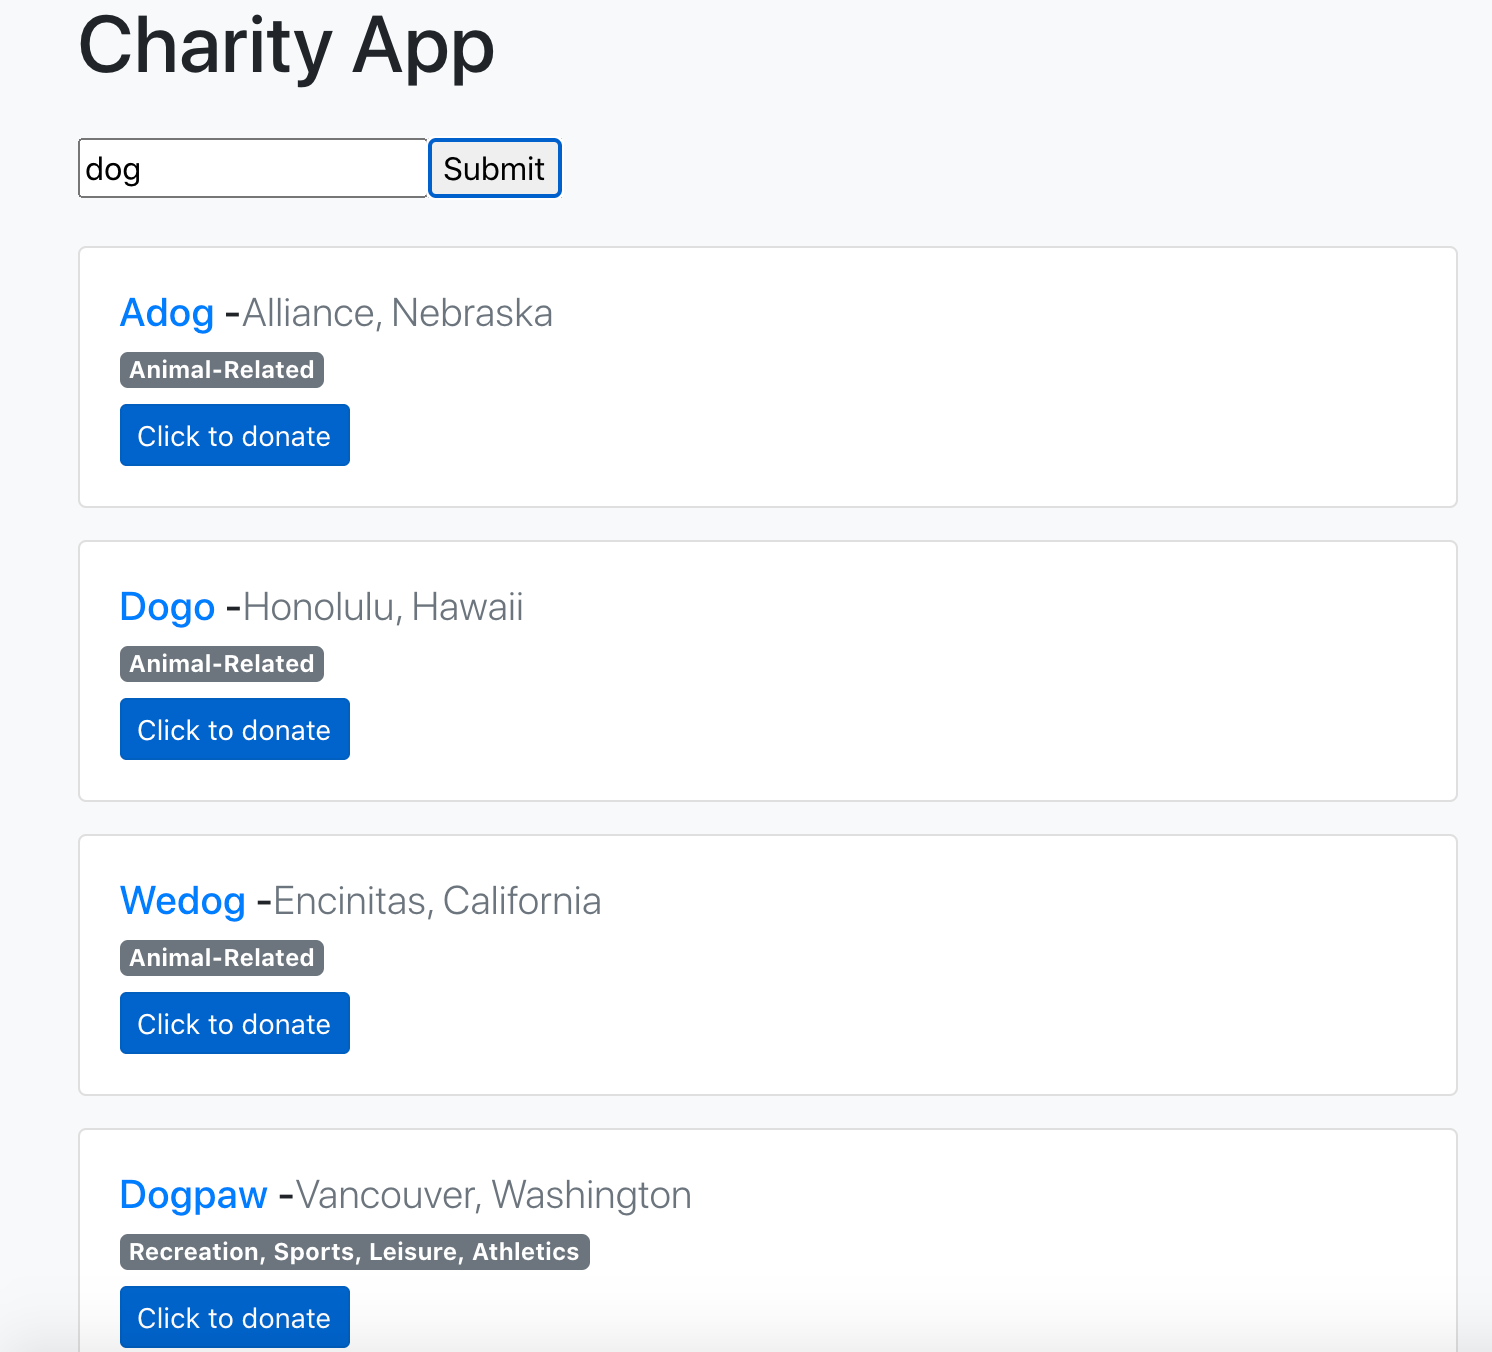 Charity App
dog Submit
Adog -Alliance, Nebraska
Animal-Related
Click to donate
Dogo -Honolulu, Hawaii
Animal-Related
Click to donate
Wedog -Encinitas, California
Animal-Related
Click to donate
Dogpaw -Vancouver, Washington
Recreation, Sports, Leisure, Athletics
Click to donate